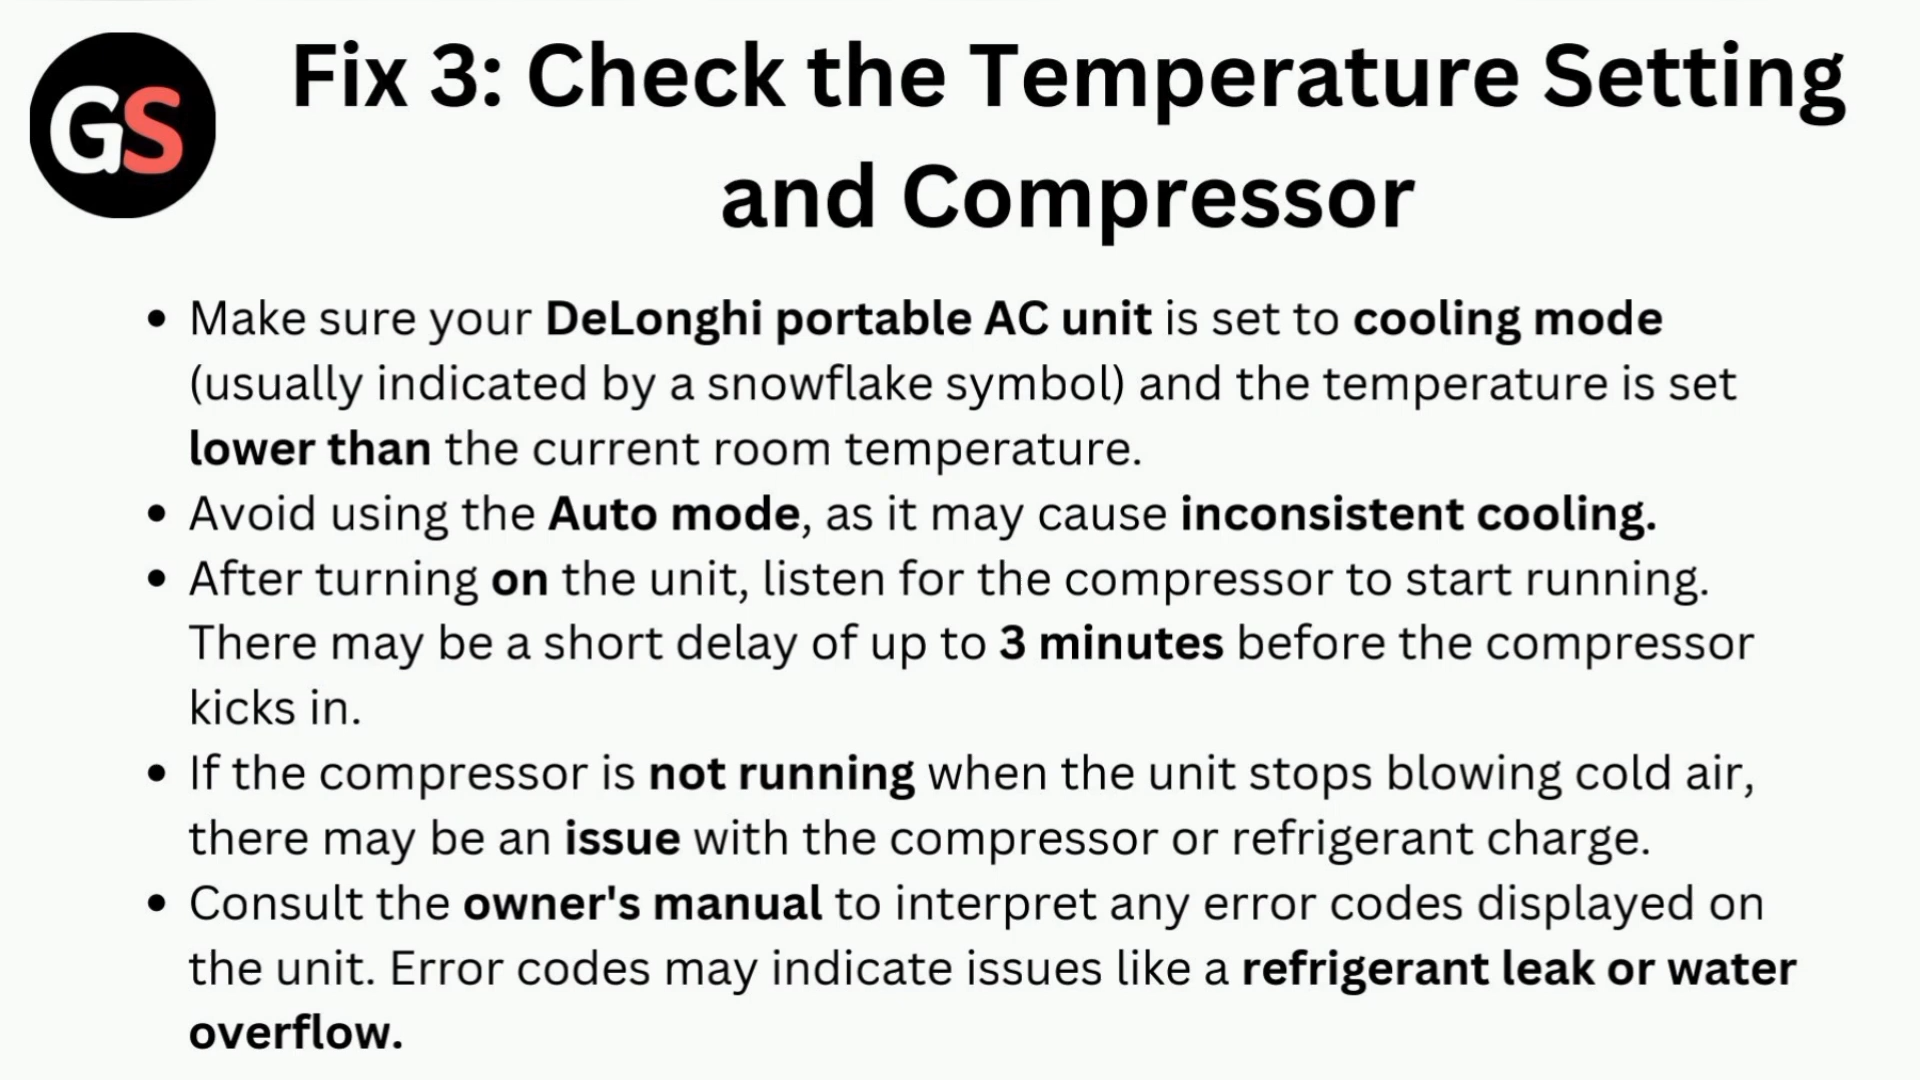 GS
Fix 3: Check the Temperature Setting
and Compressor
• Make sure your DeLonghi portable AC unit is set to cooling mode
(usually indicated by a snowflake symbol) and the temperature is set
lower than the current room temperature.
• Avoid using the Auto mode, as it may cause inconsistent cooling.
• After turning on the unit, listen for the compressor to start running.
There may be a short delay of up to 3 minutes before the compressor
kicks in.
• If the compressor is not running when the unit stops blowing cold air,
there may be an issue with the compressor or refrigerant charge.
• Consult the owner's manual to interpret any error codes displayed on
the unit. Error codes may indicate issues like a refrigerant leak or water
overflow.